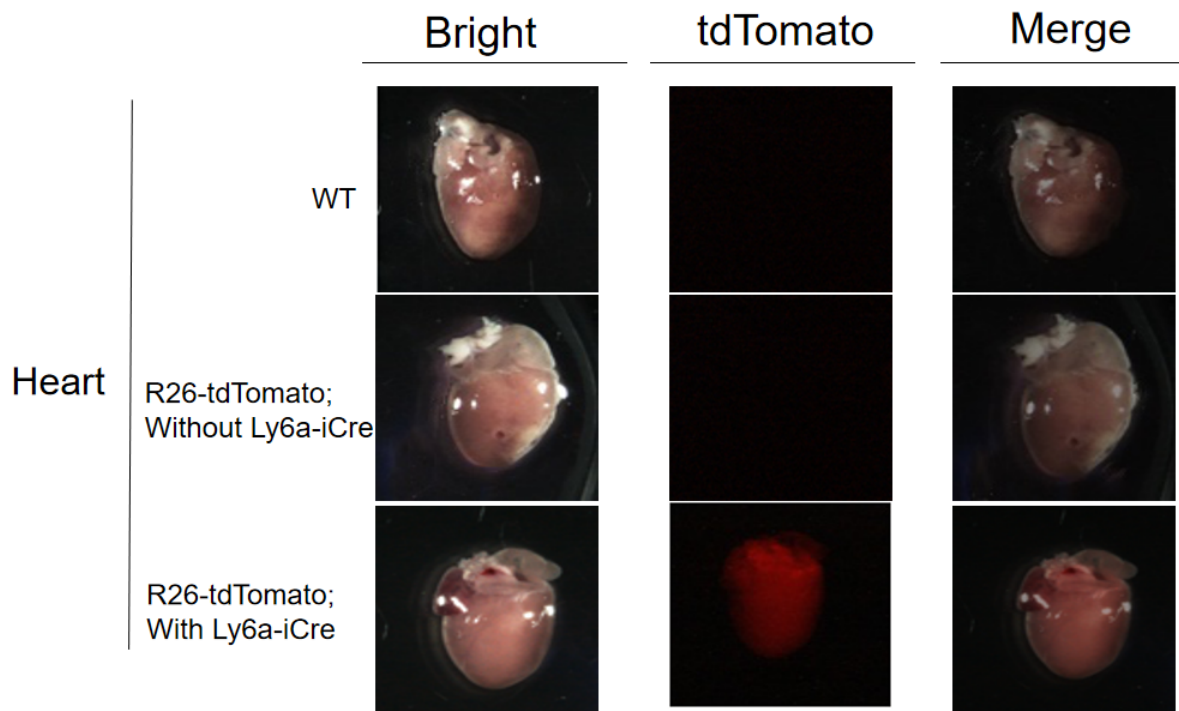 Bright
tdTomato
Merge
Heart
WT
R26-tdTomato;
Without Ly6a-iCre
R26-tdTomato;
With Ly6a-iCre